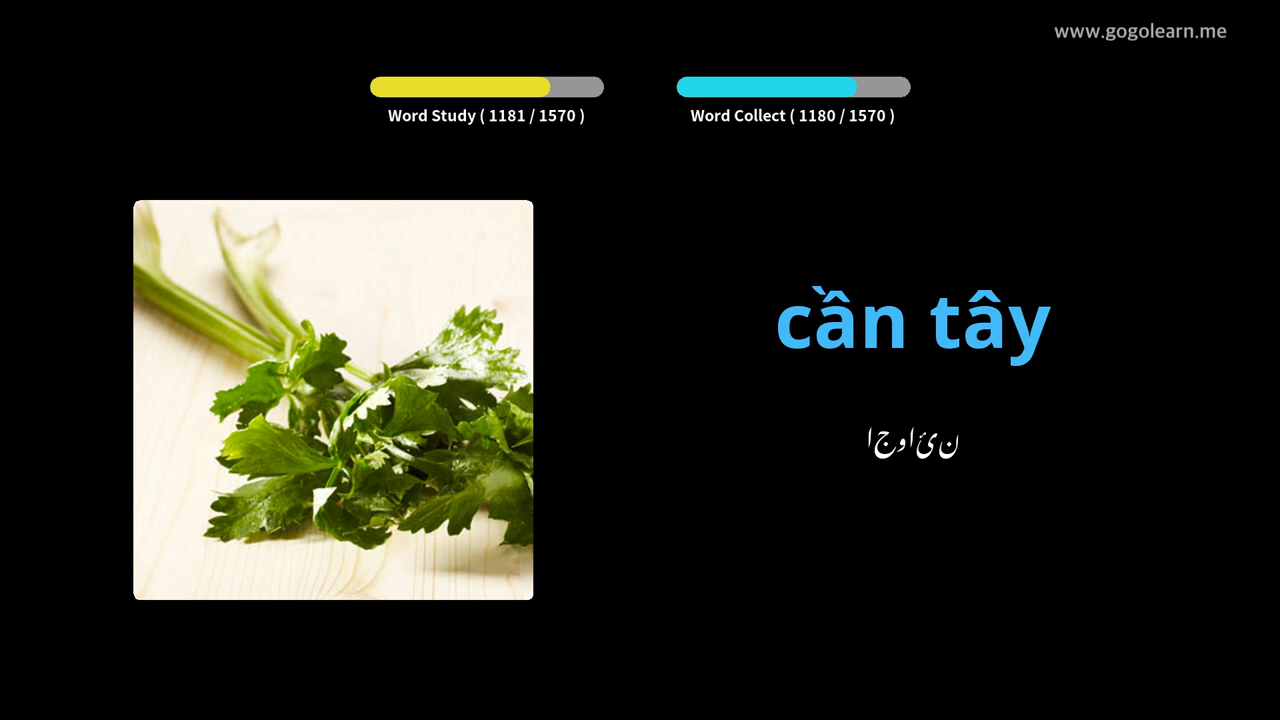 www.gogolearn.me
Word Study ( 1181 / 1570 )
Word Collect ( 1180 / 1570 )
cần tây
اجوائن